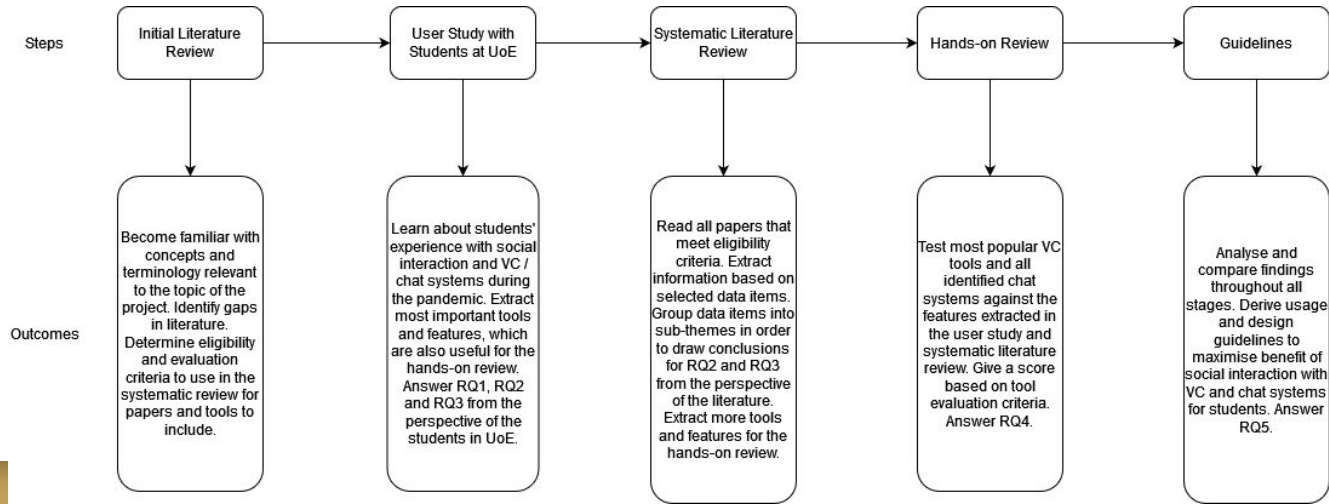 Steps
Initial Literature
Review
User Study with
Students at UoE
Systematic Literature
Review
Hands-on Review
Guidelines
Outcomes
Become familiar with
concepts and
terminology relevant
to the topic of the
project. Identify gaps
in literature.
Determine eligibility
and evaluation
criteria to use in the
systematic review for
papers and tools to
include.
Learn about students'
experience with social
interaction and VC /
chat systems during
the pandemic. Extract
most important tools
and features, which
are also useful for the
hands-on review.
Answer RQ1, RQ2
and RQ3 from the
perspective of the
students in UoE.
Read all papers that
meet eligibility
criteria. Extract
information based on
selected data items.
Group data items into
sub-themes in order
to draw conclusions
for RQ2 and RQ3
from the perspective
of the literature.
Extract more tools
and features for the
hands-on review.
Test most popular VC
tools and all
identified chat
systems against the
features extracted in
the user study and
systematic literature
review. Give a score
based on tool
evaluation criteria.
Answer RQ4.
Analyse and
compare findings
throughout all
stages. Derive usage
and design
guidelines to
maximise benefit of
social interaction with
VC and chat systems
for students. Answer
RQ5.